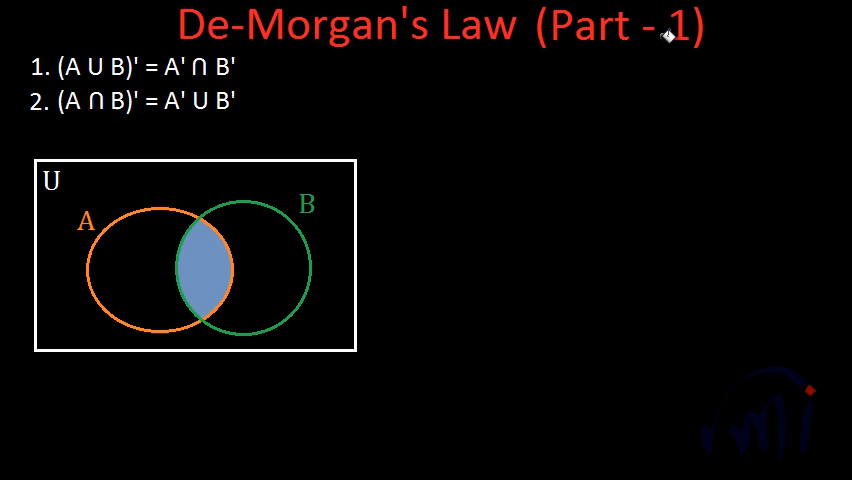 De-Morgan's Law (Part - 1)
1. (A U B)' = A' ∩ B'
2. (A ∩ B)' = A' U B'
U
A
B